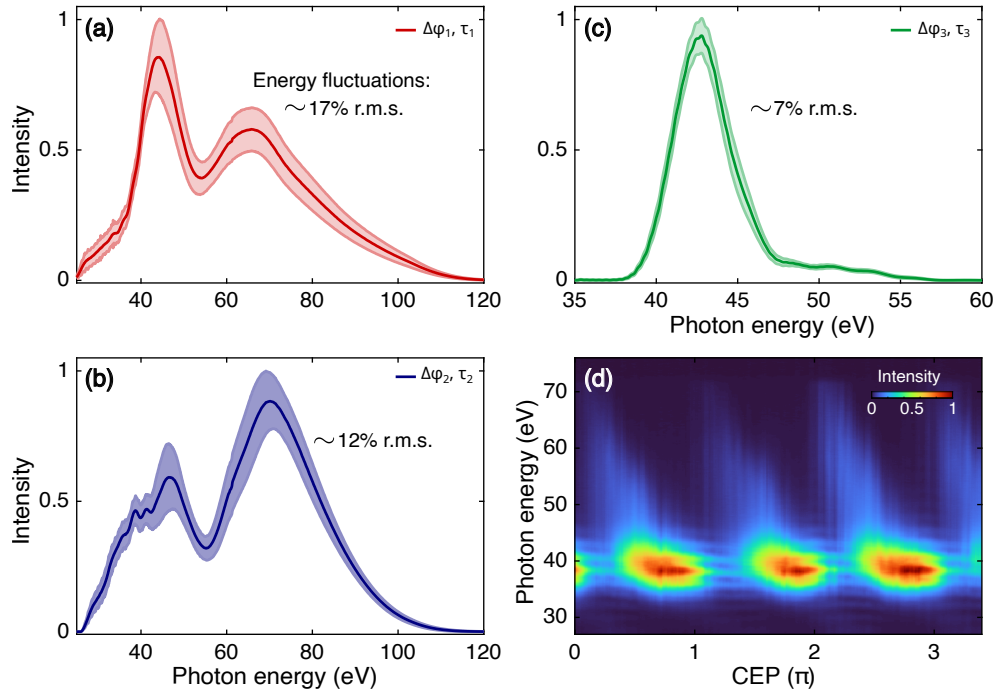 (a)
Δφ₁, τ₁
Energy fluctuations:
~17% r.m.s.
Intensity
1
0.5
0
40 60 80 100 120
(b)
Δφ₂, τ₂
~12% r.m.s.
Intensity
1
0.5
0
40 60 80 100 120
Photon energy (eV)
(c)
Δφ₃, τ₃
~7% r.m.s.
1
0.5
0
35 40 45 50 55 60
Photon energy (eV)
(d)
Intensity
0 0.5 1
Photon energy (eV)
70
60
50
40
30
0 1 2 3
CEP (π)